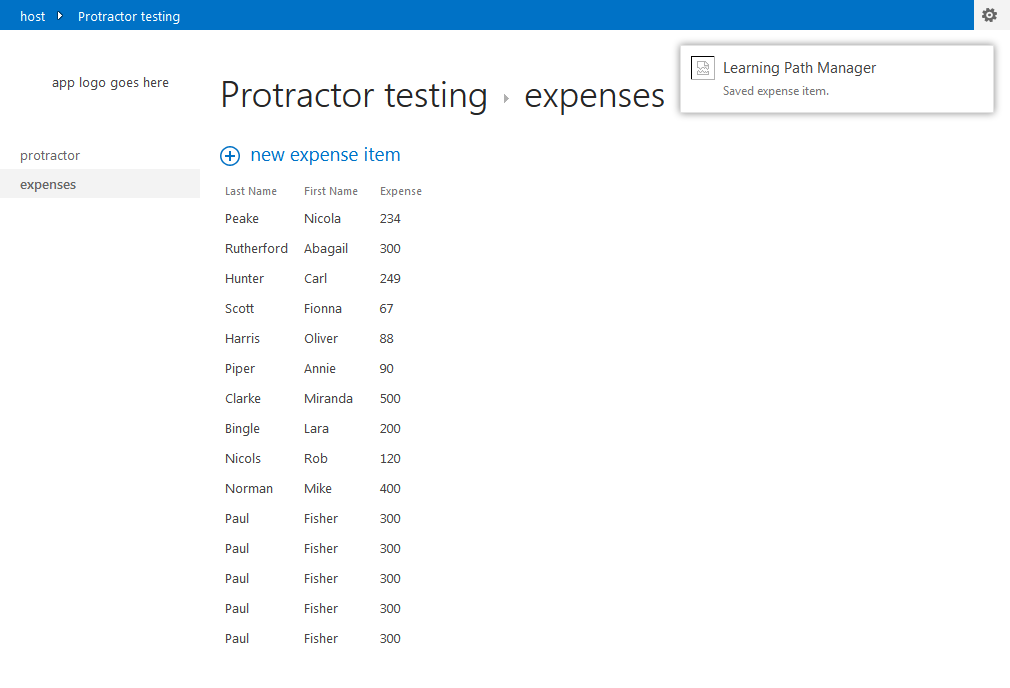 host Protractor testing
app logo goes here
Protractor testing expenses
Learning Path Manager
Saved expense item.
protractor
expenses
new expense item
Last Name First Name Expense
Peake Nicola 234
Rutherford Abagail 300
Hunter Carl 249
Scott Fionna 67
Harris Oliver 88
Piper Annie 90
Clarke Miranda 500
Bingle Lara 200
Nicols Rob 120
Norman Mike 400
Paul Fisher 300
Paul Fisher 300
Paul Fisher 300
Paul Fisher 300
Paul Fisher 300